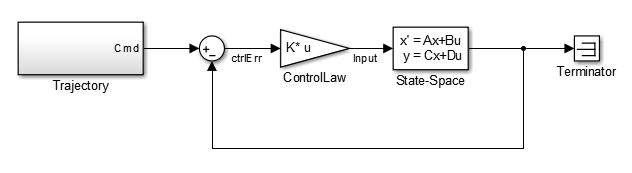 Cmd
Trajectory
+
−
ctrlErr
K* u
ControlLaw
Input
x' = Ax+Bu
y = Cx+Du
State-Space
Terminator